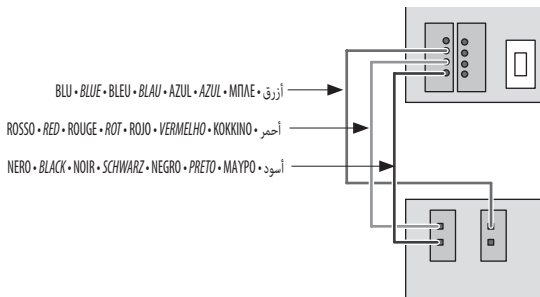 BLU • BLUE • BLEU • BLAU • AZUL • AZUL • ΜΠΛΕ • أزرق
ROSSO • RED • ROUGE • ROT • ROJO • VERMELHO • KOKKINO • أحمر
NERO • BLACK • NOIR • SCHWARZ • NEGRO • PRETO • ΜΑΥΡΟ • أسود